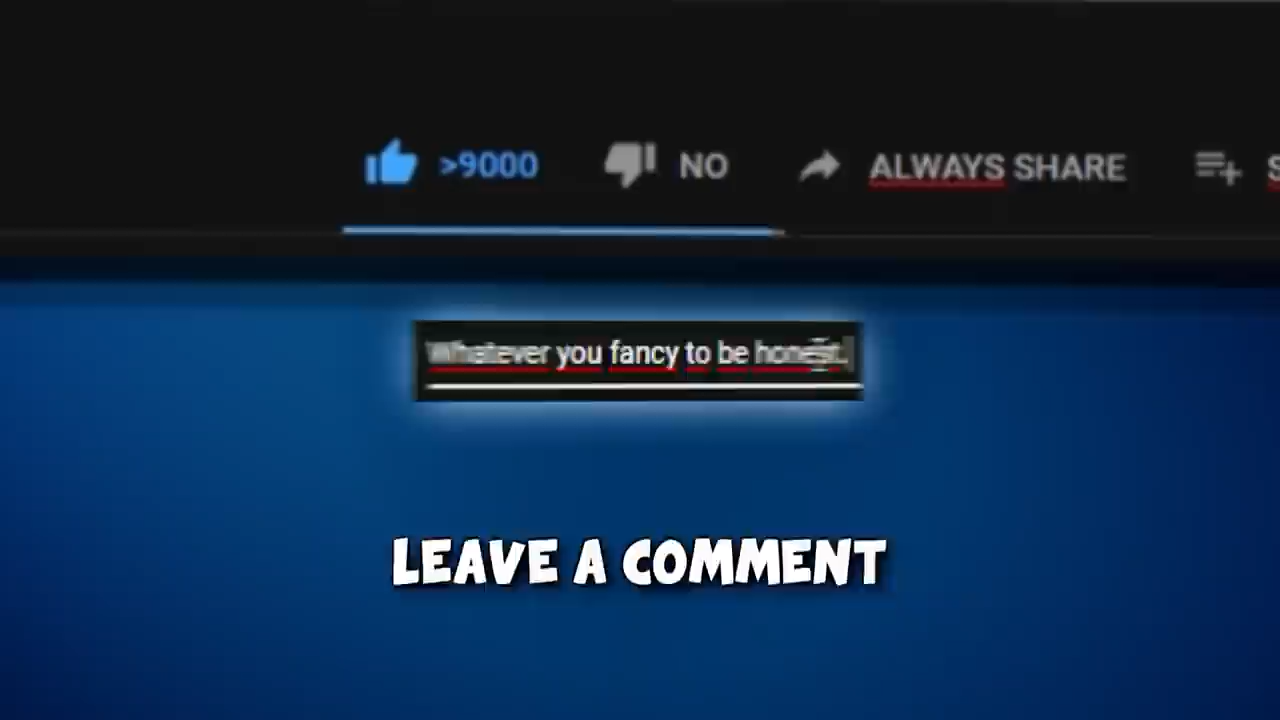 >9000 NO ALWAYS SHARE
Whatever you fancy to be honest.
LEAVE A COMMENT